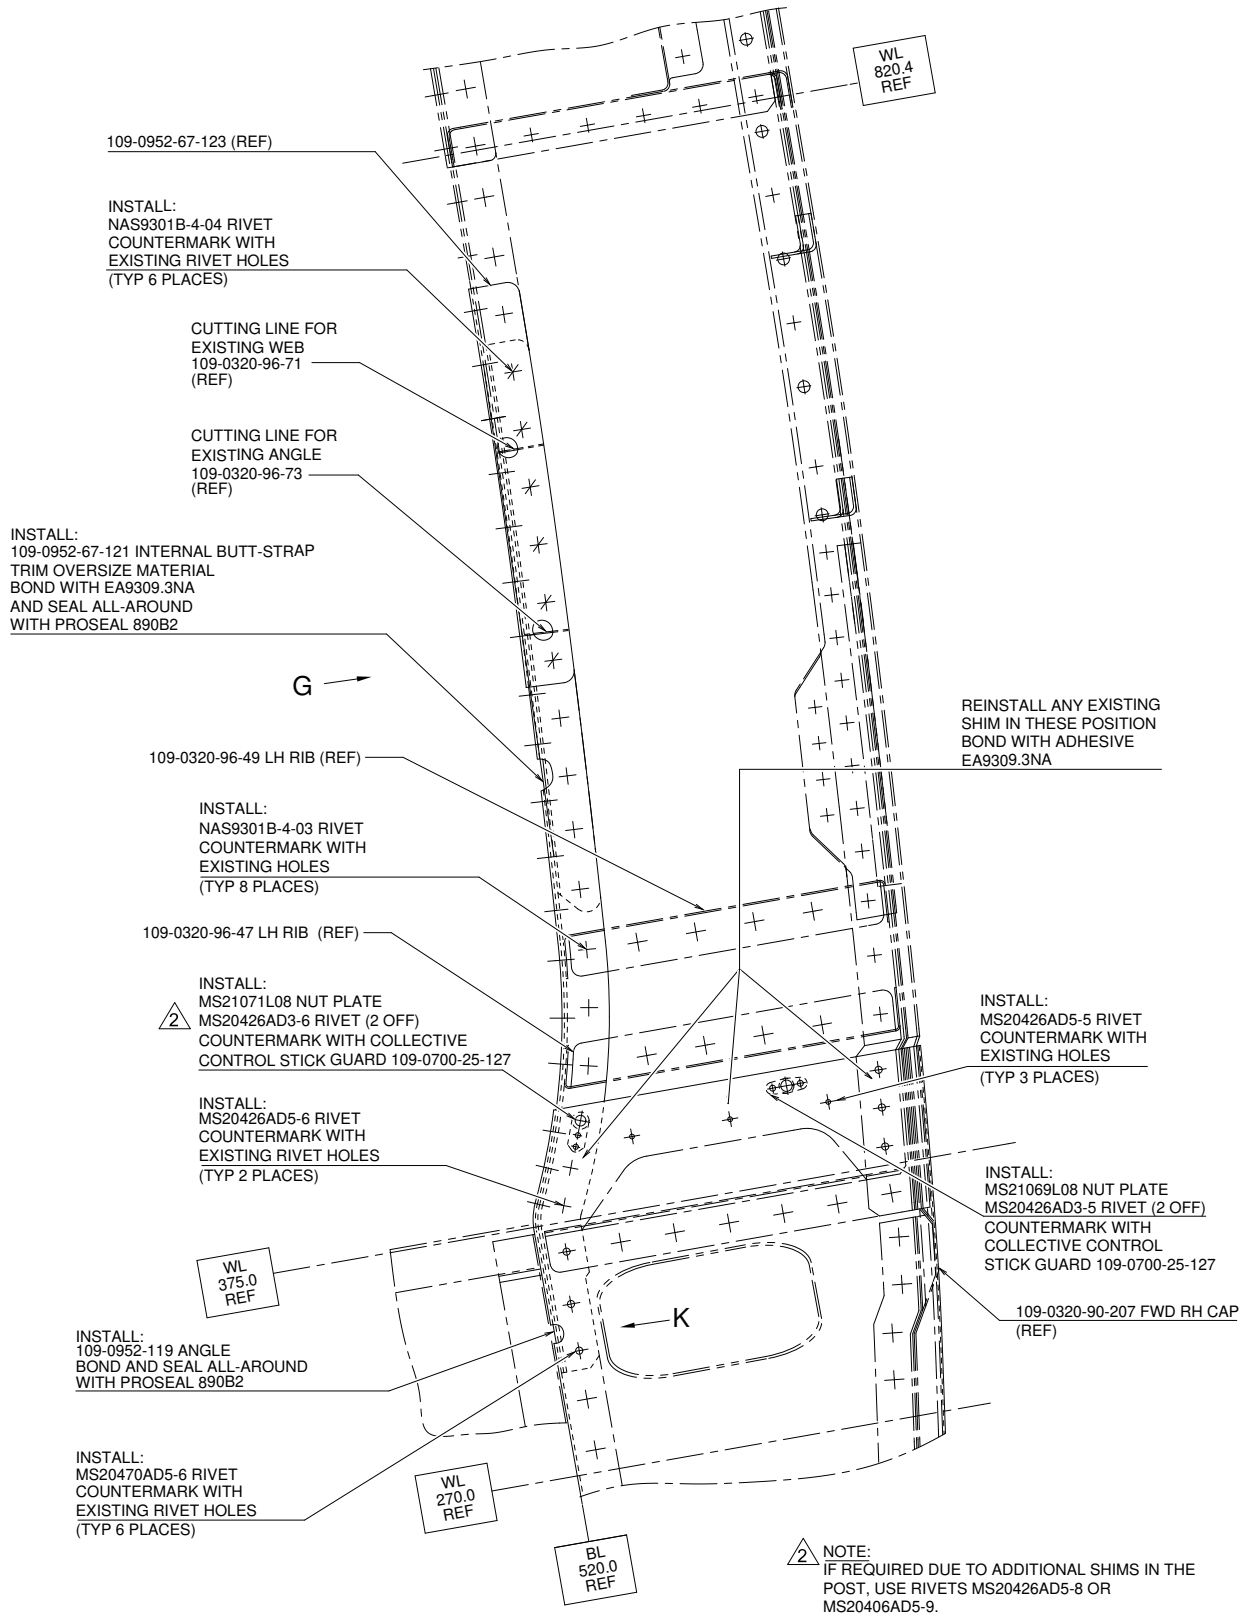 WL
820.4
REF
109-0952-67-123 (REF)
INSTALL:
NAS9301B-4-04 RIVET
COUNTERMARK WITH
EXISTING RIVET HOLES
(TYP 6 PLACES)
CUTTING LINE FOR
EXISTING WEB
109-0320-96-71
(REF)
CUTTING LINE FOR
EXISTING ANGLE
109-0320-96-73
(REF)
INSTALL:
109-0952-67-121 INTERNAL BUTT-STRAP
TRIM OVERSIZE MATERIAL
BOND WITH EA9309.3NA
AND SEAL ALL-AROUND
WITH PROSEAL 890B2
G
REINSTALL ANY EXISTING
SHIM IN THESE POSITION
BOND WITH ADHESIVE
EA9309.3NA
109-0320-96-49 LH RIB (REF)
INSTALL:
NAS9301B-4-03 RIVET
COUNTERMARK WITH
EXISTING HOLES
(TYP 8 PLACES)
109-0320-96-47 LH RIB (REF)
2
INSTALL:
MS21071L08 NUT PLATE
MS20426AD3-6 RIVET (2 OFF)
COUNTERMARK WITH COLLECTIVE
CONTROL STICK GUARD 109-0700-25-127
INSTALL:
MS20426AD5-5 RIVET
COUNTERMARK WITH
EXISTING HOLES
(TYP 3 PLACES)
INSTALL:
MS20426AD5-6 RIVET
COUNTERMARK WITH
EXISTING RIVET HOLES
(TYP 2 PLACES)
INSTALL:
MS21069L08 NUT PLATE
MS20426AD3-5 RIVET (2 OFF)
COUNTERMARK WITH
COLLECTIVE CONTROL
STICK GUARD 109-0700-25-127
WL
375.0
REF
K
109-0320-90-207 FWD RH CAP
(REF)
INSTALL:
109-0952-119 ANGLE
BOND AND SEAL ALL-AROUND
WITH PROSEAL 890B2
INSTALL:
MS20470AD5-6 RIVET
COUNTERMARK WITH
EXISTING RIVET HOLES
(TYP 6 PLACES)
WL
270.0
REF
BL
520.0
REF
2
NOTE:
IF REQUIRED DUE TO ADDITIONAL SHIMS IN THE
POST, USE RIVETS MS20426AD5-8 OR
MS20406AD5-9.